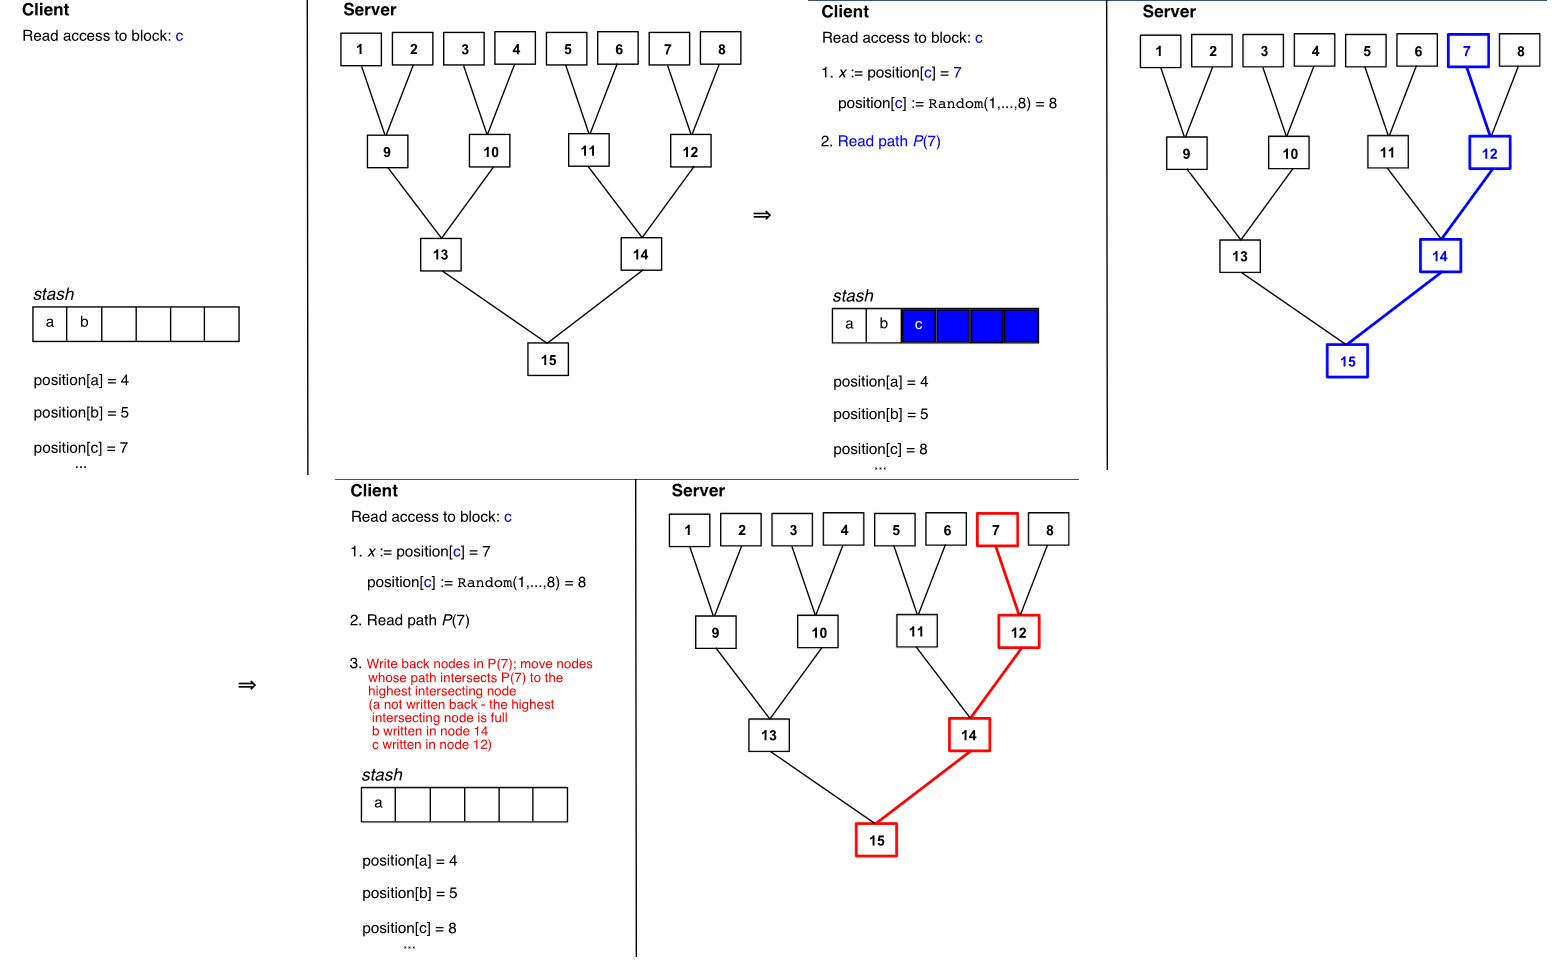 Client
Read access to block: c
stash
a b
position[a] = 4
position[b] = 5
position[c] = 7
...
Server
1 2 3 4 5 6 7 8
9 10 11 12
13 14
15
⇒
Client
Read access to block: c
1. x := position[c] = 7
position[c] := Random(1,...,8) = 8
2. Read path P(7)
stash
a b c
position[a] = 4
position[b] = 5
position[c] = 8
...
Server
1 2 3 4 5 6 7 8
9 10 11 12
13 14
15
⇒
Client
Read access to block: c
1. x := position[c] = 7
position[c] := Random(1,...,8) = 8
2. Read path P(7)
3. Write back nodes in P(7); move nodes
whose path intersects P(7) to the
highest intersecting node
(a not written back - the highest
intersecting node is full
b written in node 14
c written in node 12)
stash
a
position[a] = 4
position[b] = 5
position[c] = 8
...
Server
1 2 3 4 5 6 7 8
9 10 11 12
13 14
15